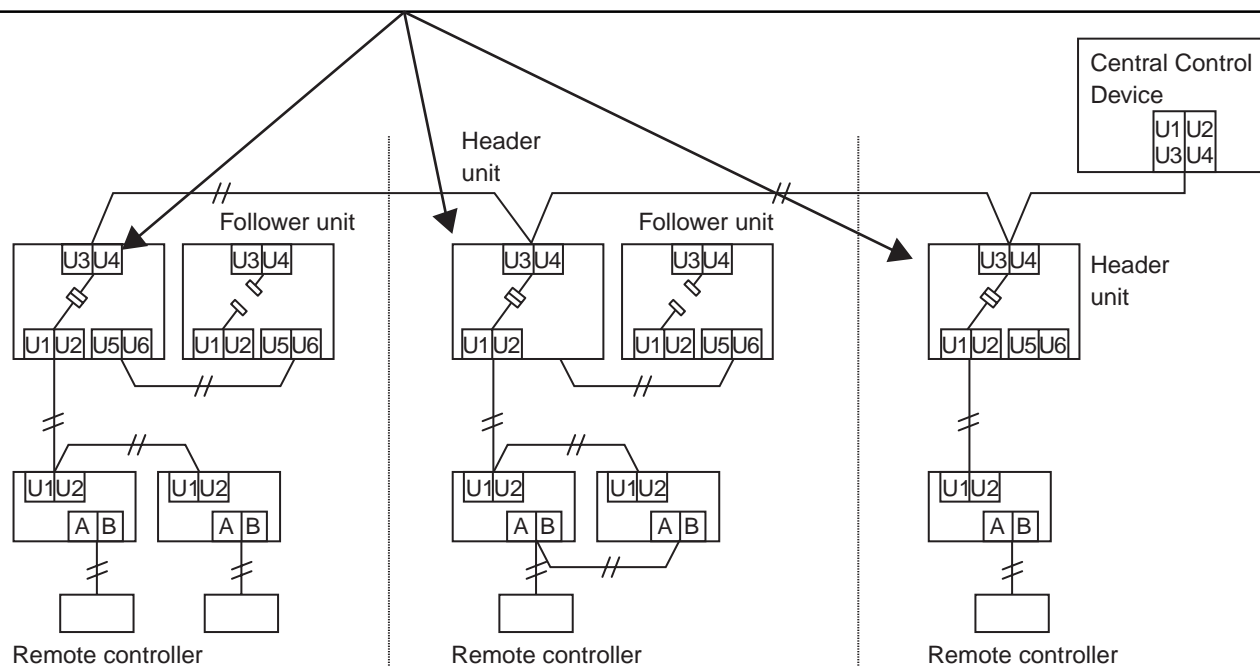 Central Control
Device
U1 U2
U3 U4
Header
unit
Follower unit
Follower unit
U3 U4
U3 U4
U3 U4
U3 U4
U3 U4
Header
unit
U1 U2 U5 U6
U1 U2 U5 U6
U1 U2
U1 U2 U5 U6
U1 U2 U5 U6
U1 U2
U1 U2
U1 U2
U1 U2
U1 U2
A B
A B
A B
A B
A B
Remote controller
Remote controller
Remote controller